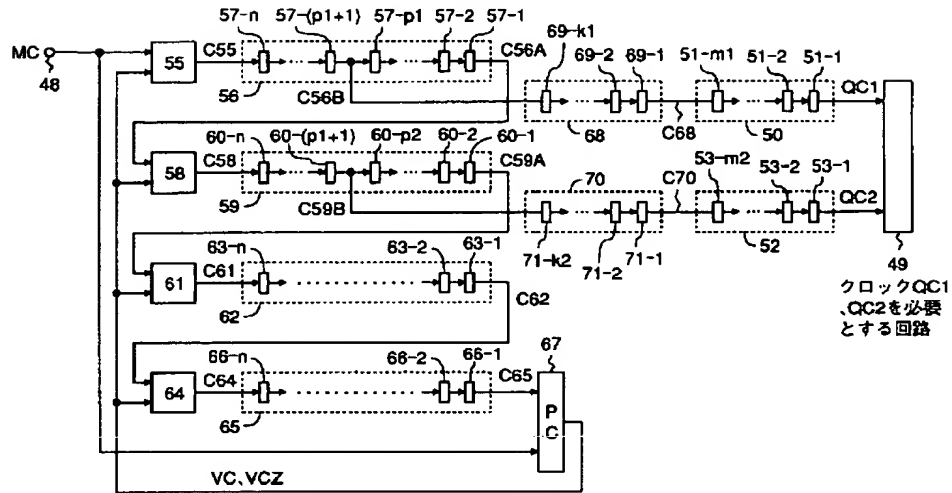 57-n 57-(p1+1) 57-p1 57-2 57-1
MC C55 C56A 69-k1
48 55 69-2 69-1 51-m1 51-2 51-1
56 C56B QC1
60-(p1+1) 68 C68 50
60-n 60-p2 60-2 60-1
C58 C59A
58 70 53-m2 53-2 53-1
59 C59B C70 QC2
63-n 63-2 63-1 71-k2 71-2 71-1 52
61 C61 49
62 C62 クロックQC1
、QC2を必要
とする回路
66-n 66-2 66-1 67
64 C64 C65
65 PC
VC、VCZ